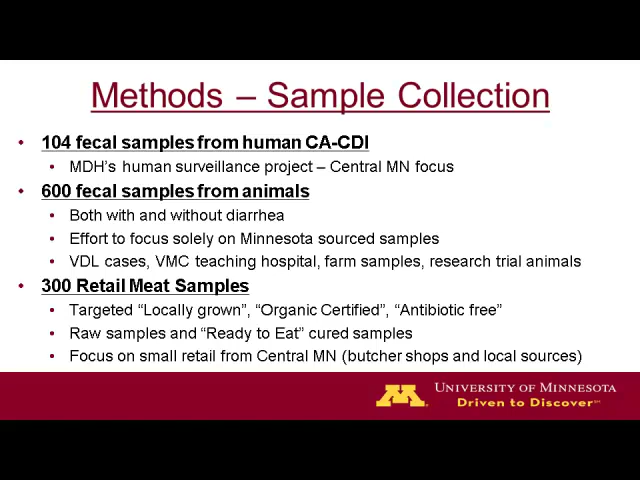 Methods – Sample Collection
• 104 fecal samples from human CA-CDI
• MDH's human surveillance project – Central MN focus
• 600 fecal samples from animals
• Both with and without diarrhea
• Effort to focus solely on Minnesota sourced samples
• VDL cases, VMC teaching hospital, farm samples, research trial animals
• 300 Retail Meat Samples
• Targeted “Locally grown”, “Organic Certified”, “Antibiotic free”
• Raw samples and “Ready to Eat” cured samples
• Focus on small retail from Central MN (butcher shops and local sources)
M
UNIVERSITY OF MINNESOTA
Driven to Discover℠